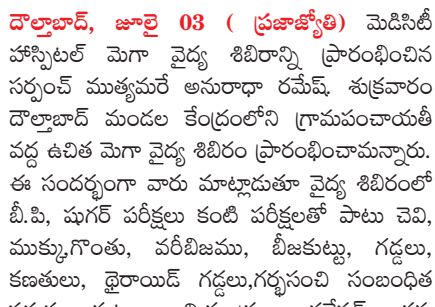 దౌల్తాబాద్, జూలై 03 ( ప్రజాజ్యోతి) మెడిసిటీ
హాస్పిటల్ మెగా వైద్య శిబిరాన్ని ప్రారంభించిన
సర్పంచ్ ముత్యమరే అనురాధా రమేష్. శుక్రవారం
దౌల్తాబాద్ మండల కేంద్రంలోని గ్రామపంచాయతీ
వద్ద ఉచిత మెగా వైద్య శిబిరం ప్రారంభించామన్నారు.
ఈ సందర్భంగా వారు మాట్లాడుతూ వైద్య శిబిరంలో
బీ.పి, షుగర్ పరీక్షలు కంటి పరీక్షలతో పాటు చెవి,
ముక్కు,గొంతు, వరీబిజము, బీజకుట్టు, గడ్డలు,
కణతులు, థైరాయిడ్ గడ్డలు,గర్భసంచి సంబంధిత